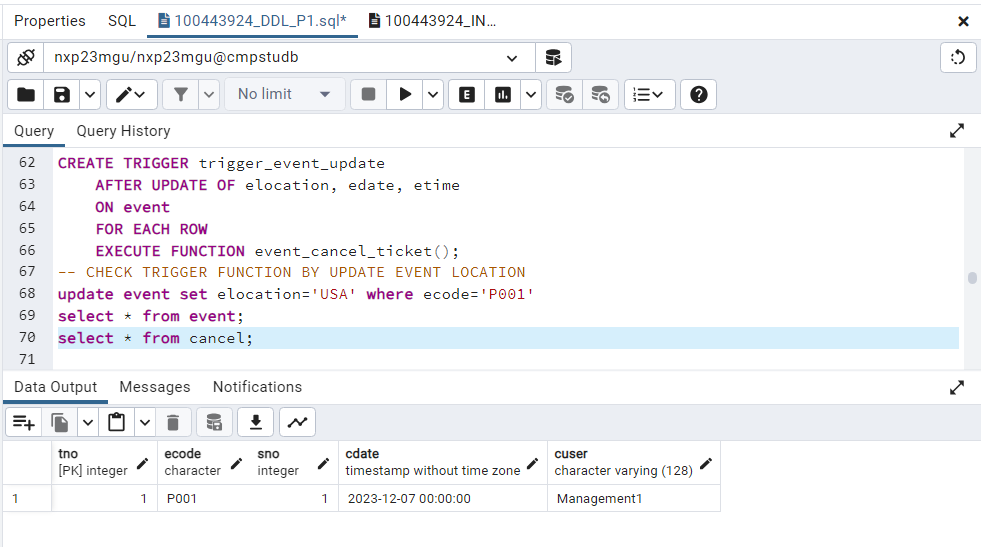 Properties SQL 100443924_DDL_P1.sql* 100443924_IN...
nxp23mgu/nxp23mgu@cmpstudb
No limit E
Query Query History
62 CREATE TRIGGER trigger_event_update
63 AFTER UPDATE OF elocation, edate, etime
64 ON event
65 FOR EACH ROW
66 EXECUTE FUNCTION event_cancel_ticket();
67 -- CHECK TRIGGER FUNCTION BY UPDATE EVENT LOCATION
68 update event set elocation='USA' where ecode='P001'
69 select * from event;
70 select * from cancel;
71
Data Output Messages Notifications
tno ecode sno cdate cuser
[PK] integer character integer timestamp without time zone character varying (128)
1 1 P001 1 2023-12-07 00:00:00 Management1